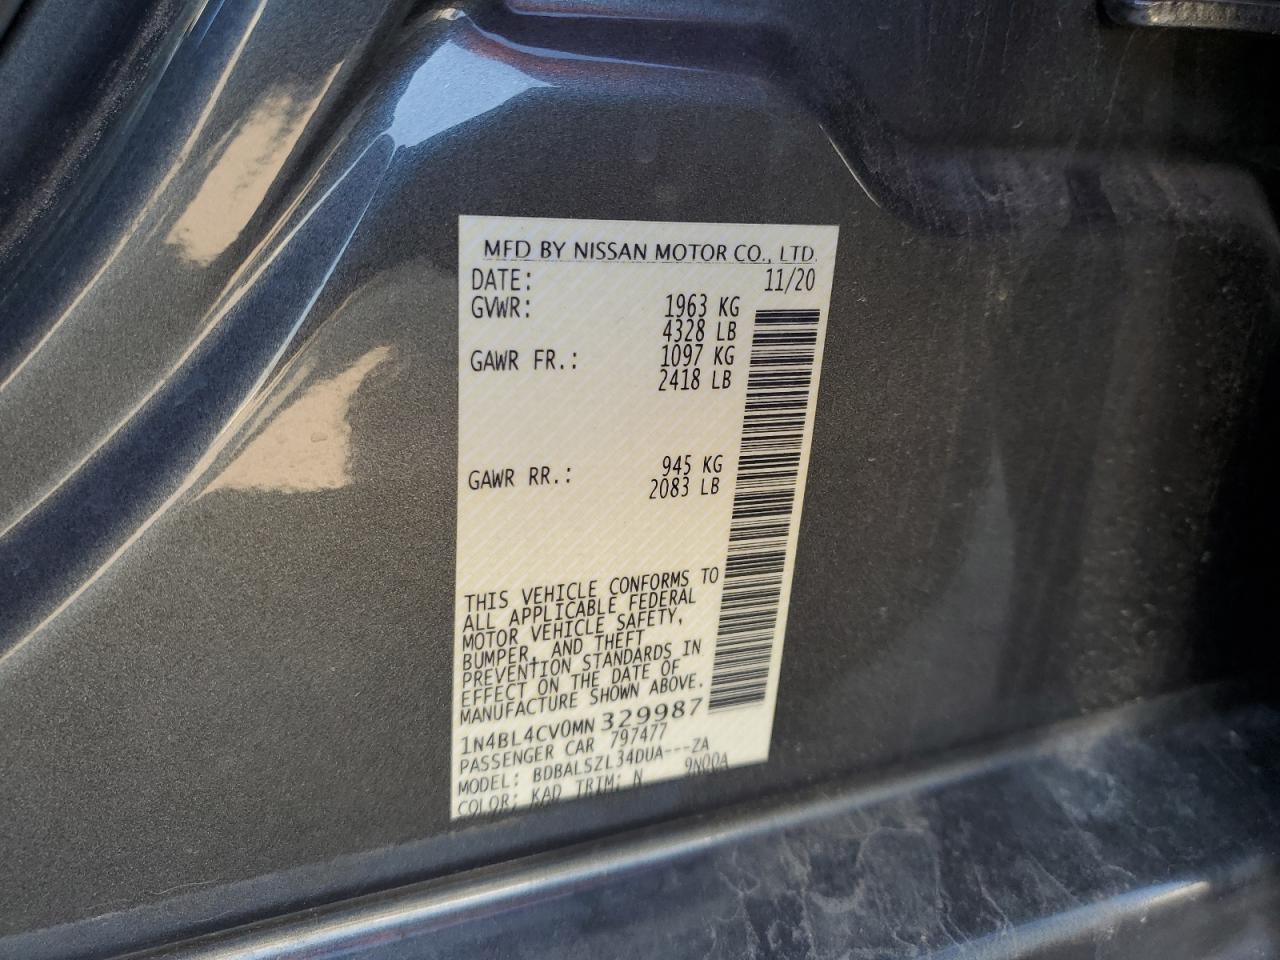 MFD BY NISSAN MOTOR CO., LTD.
DATE: 11/20
GVWR: 1963 KG
4328 LB
GAWR FR.: 1097 KG
2418 LB
GAWR RR.: 945 KG
2083 LB
THIS VEHICLE CONFORMS TO
ALL APPLICABLE FEDERAL
MOTOR VEHICLE SAFETY,
BUMPER, AND THEFT
PREVENTION STANDARDS IN
EFFECT ON THE DATE OF
MANUFACTURE SHOWN ABOVE.
1N4BL4CV0MN329987
PASSENGER CAR 797477
MODEL: BDBALSZL34DUA---ZA
COLOR: KAD TRIM: N 9N00A